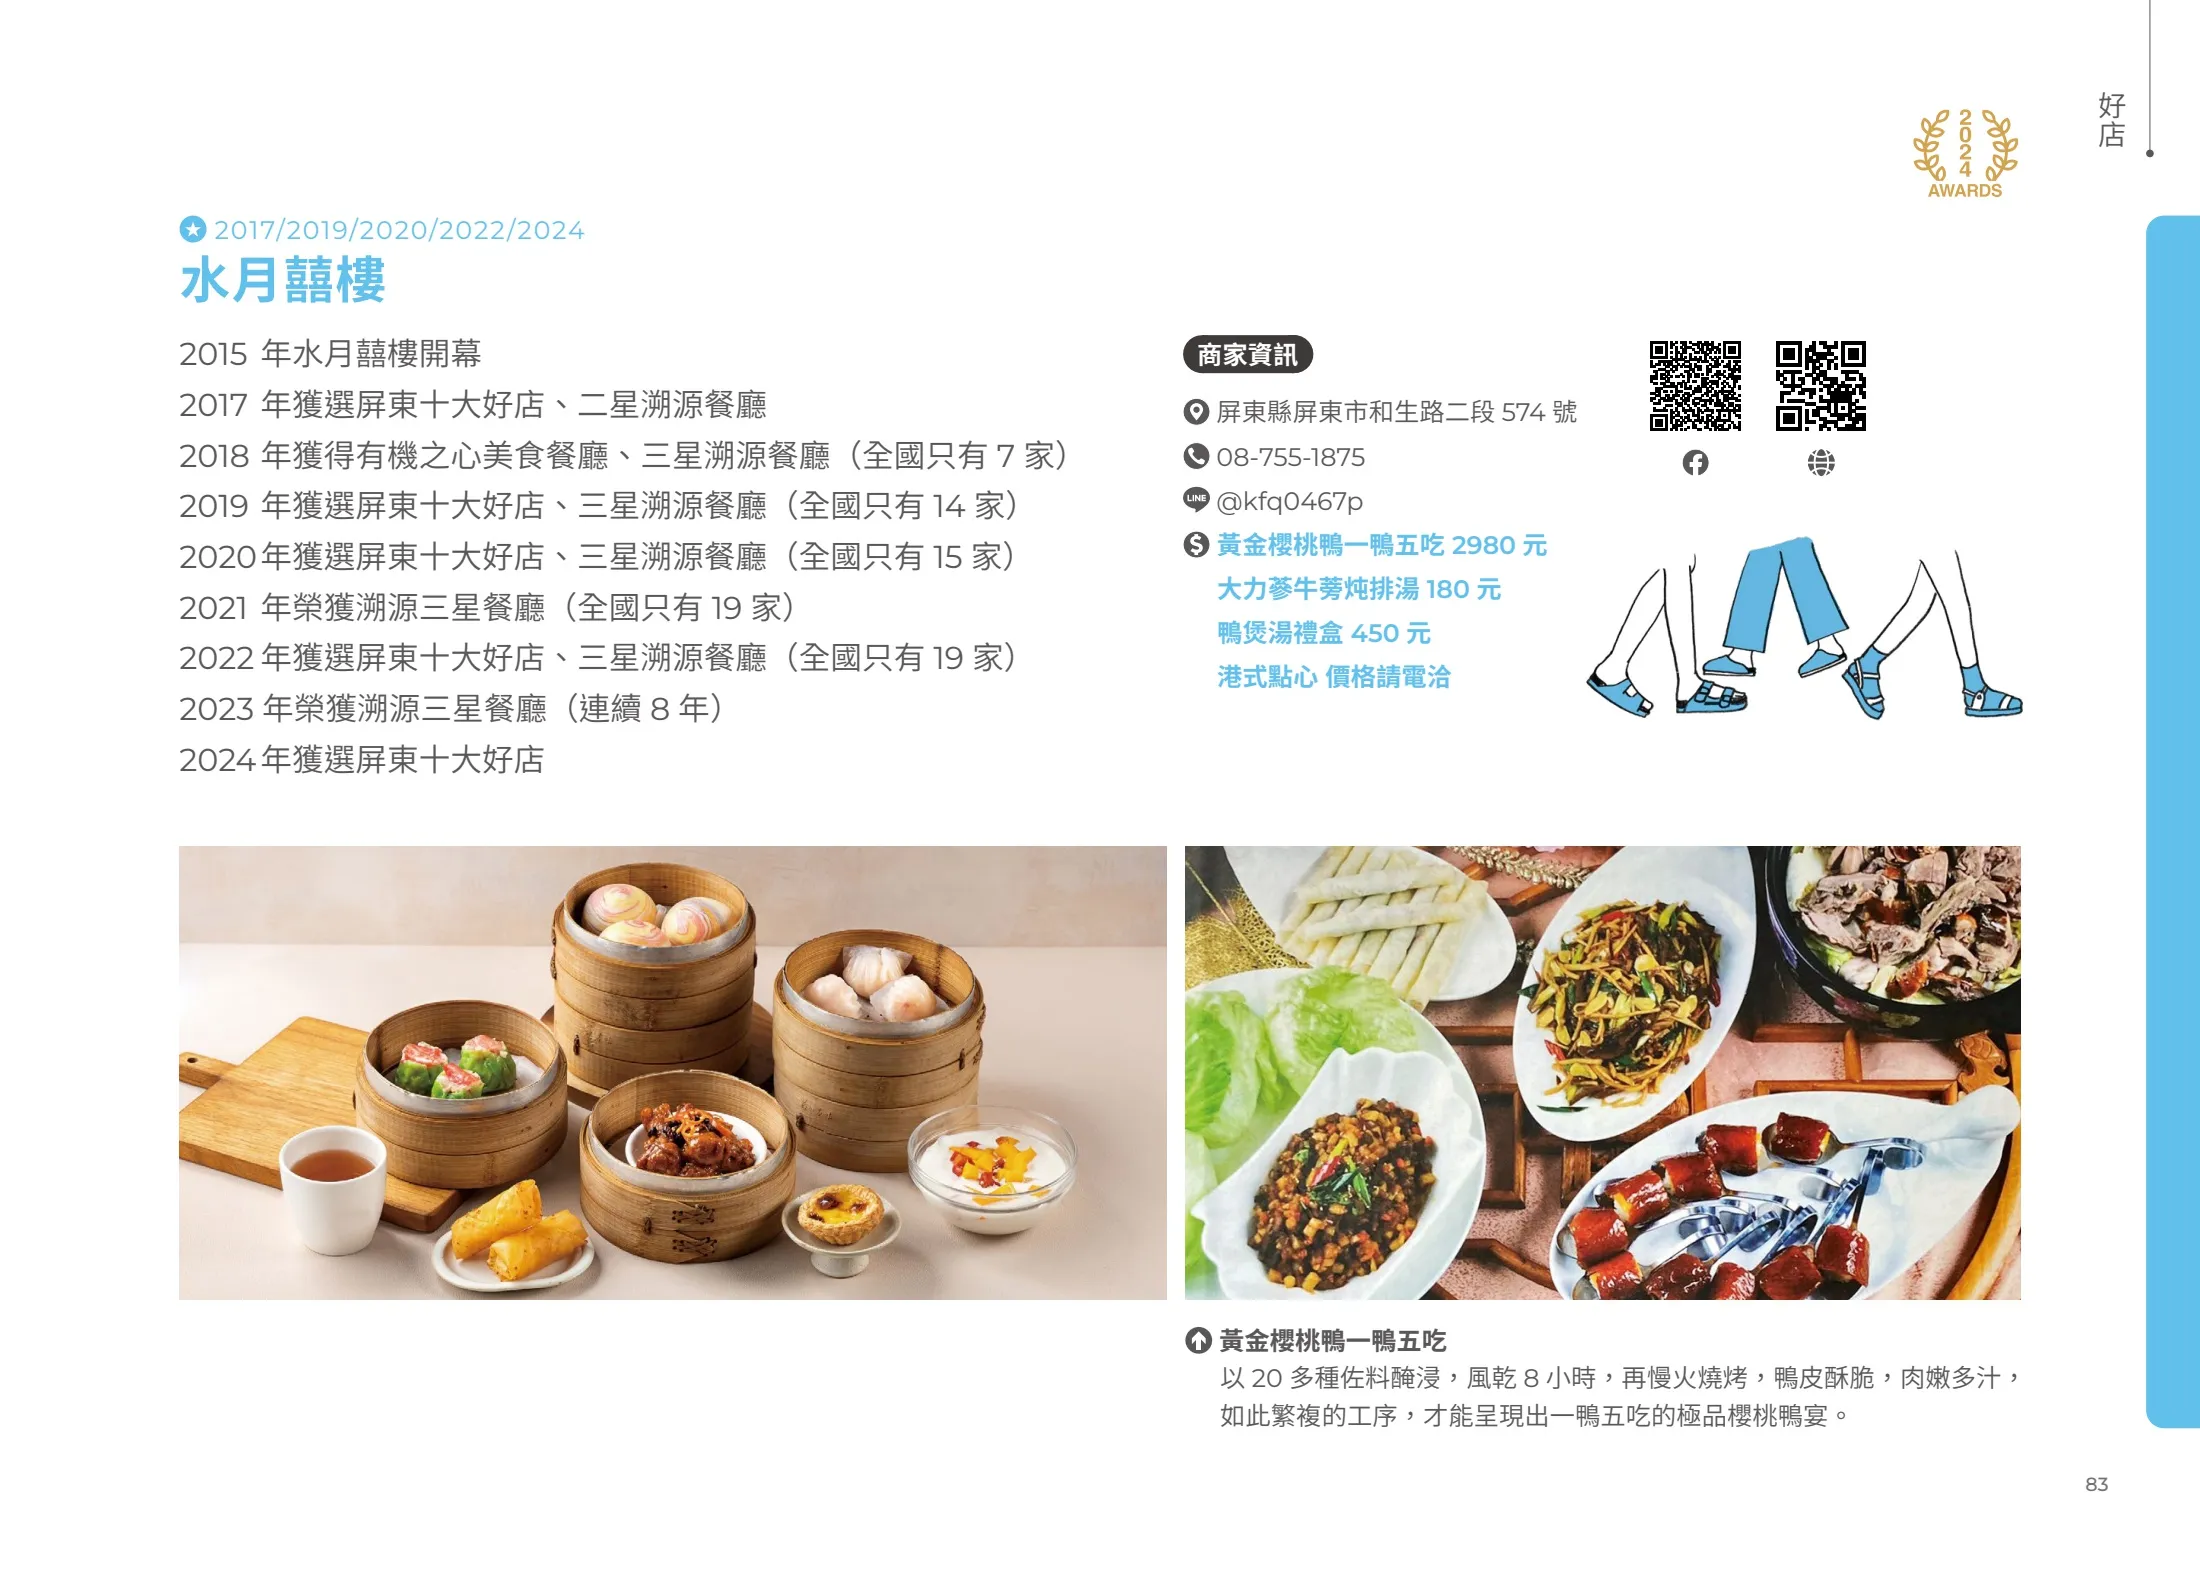 好店
2024
AWARDS
2017/2019/2020/2022/2024
水月囍樓
2015 年水月囍樓開幕
2017 年獲選屏東十大好店、二星溯源餐廳
2018 年獲得有機之心美食餐廳、三星溯源餐廳（全國只有 7 家）
2019 年獲選屏東十大好店、三星溯源餐廳（全國只有 14 家）
2020年獲選屏東十大好店、三星溯源餐廳（全國只有 15 家）
2021 年榮獲溯源三星餐廳（全國只有 19 家）
2022 年獲選屏東十大好店、三星溯源餐廳（全國只有 19 家）
2023 年榮獲溯源三星餐廳（連續 8 年）
2024 年獲選屏東十大好店
商家資訊
屏東縣屏東市和生路二段 574 號
08-755-1875
LINE @kfq0467p
黃金櫻桃鴨一鴨五吃 2980 元
大力蔘牛蒡炖排湯 180 元
鴨煲湯禮盒 450 元
港式點心 價格請電洽
黃金櫻桃鴨一鴨五吃
以 20 多種佐料醃浸，風乾 8 小時，再慢火燒烤，鴨皮酥脆，肉嫩多汁，
如此繁複的工序，才能呈現出一鴨五吃的極品櫻桃鴨宴。
83